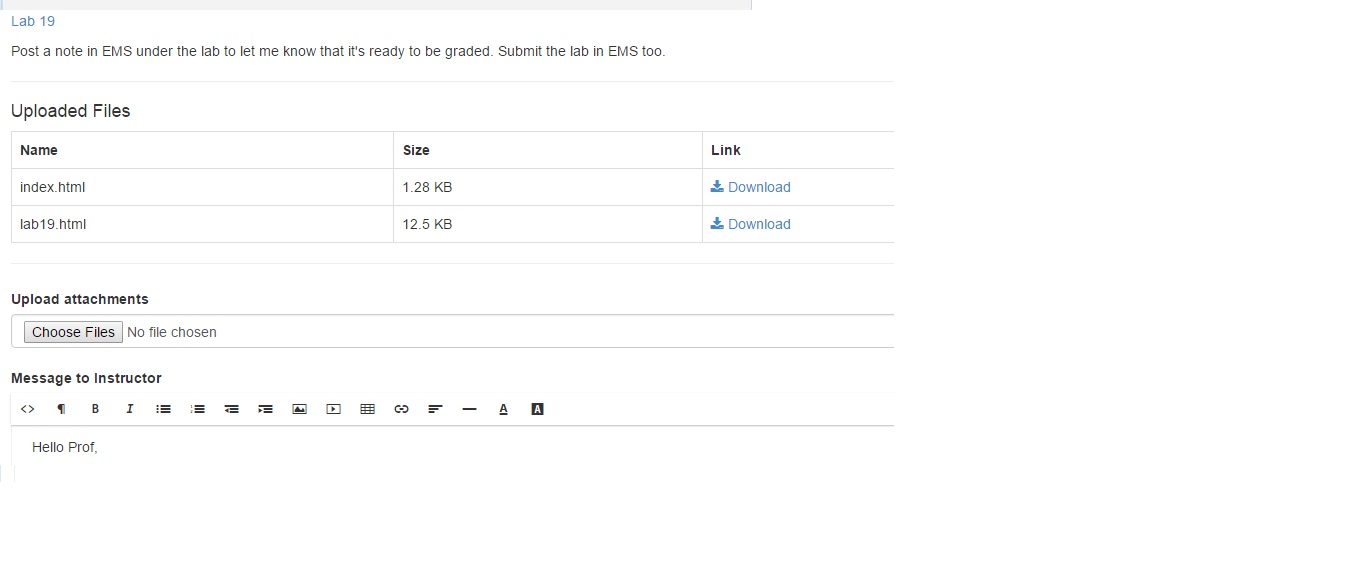 Lab 19
Post a note in EMS under the lab to let me know that it's ready to be graded. Submit the lab in EMS too.
Uploaded Files
Name Size Link
index.html 1.28 KB Download
lab19.html 12.5 KB Download
Upload attachments
Choose Files No file chosen
Message to Instructor
<> ¶ B I A A
Hello Prof,